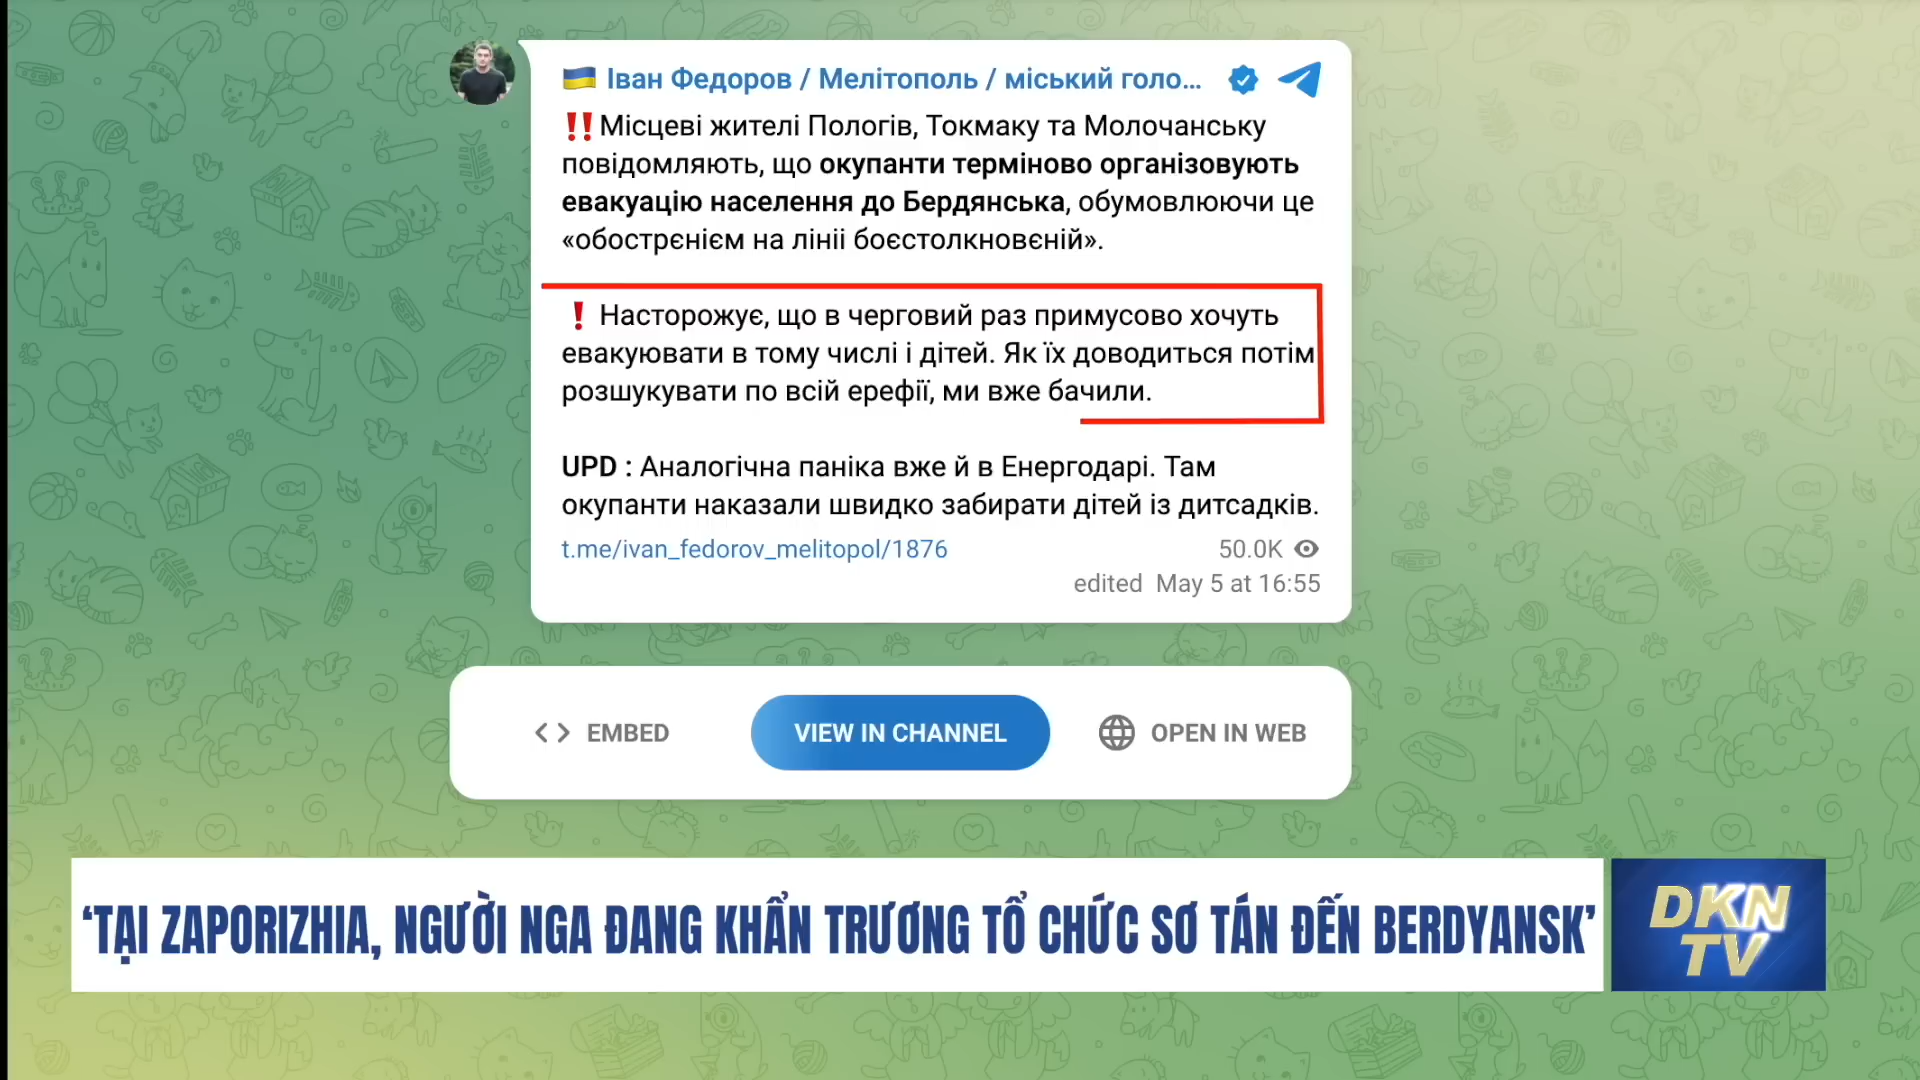 🇺🇦 Іван Федоров / Мелітополь / міський голо...
‼️Місцеві жителі Пологів, Токмаку та Молочанську
повідомляють, що окупанти терміново організовують
евакуацію населення до Бердянська, обумовлюючи це
«обострєнієм на лініі боєстолкновєній».
❗ Насторожує, що в черговий раз примусово хочуть
евакуювати в тому числі і дітей. Як їх доводиться потім
розшукувати по всій ерефії, ми вже бачили.
UPD : Аналогічна паніка вже й в Енергодарі. Там
окупанти наказали швидко забирати дітей із дитсадків.
t.me/ivan_fedorov_melitopol/1876 50.0K
edited May 5 at 16:55
EMBED VIEW IN CHANNEL OPEN IN WEB
‘TẠI ZAPORIZHIA, NGƯỜI NGA ĐANG KHẨN TRƯƠNG TỔ CHỨC SƠ TÁN ĐẾN BERDYANSK’
DKN
TV